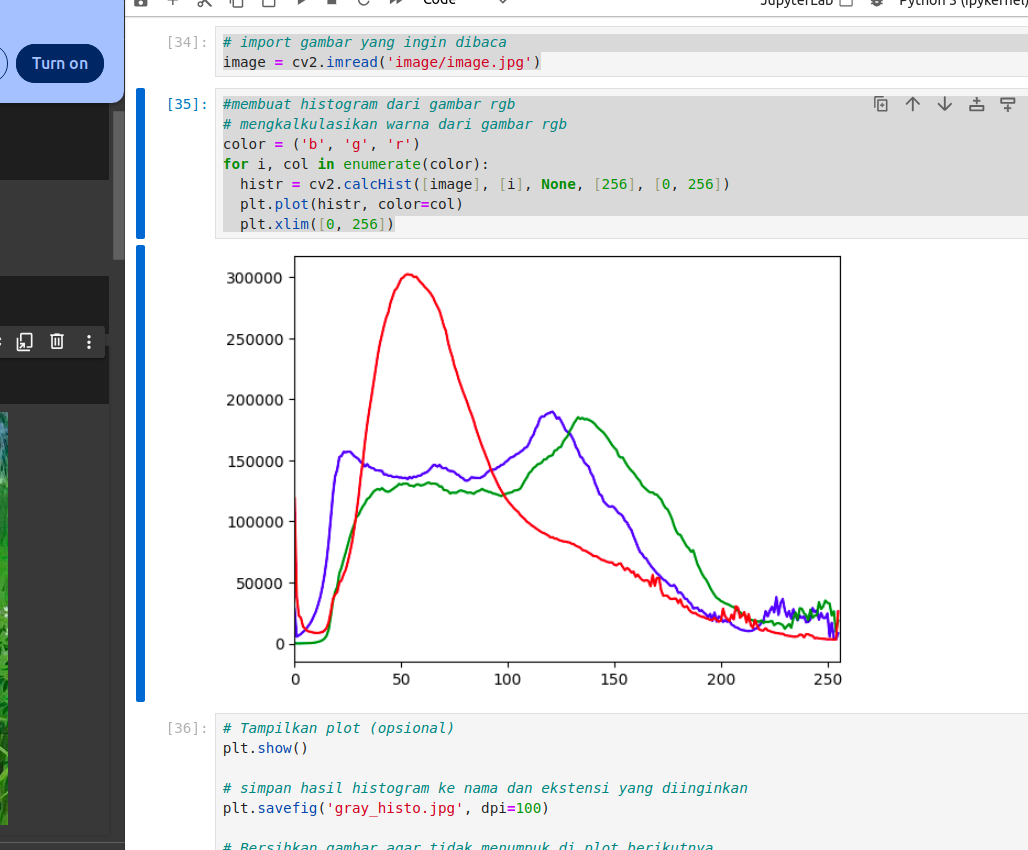 Code
JupyterLab
Python 3 (ipykernel)
Turn on
[34]:
# import gambar yang ingin dibaca
image = cv2.imread('image/image.jpg')
[35]:
#membuat histogram dari gambar rgb
# mengkalkulasikan warna dari gambar rgb
color = ('b', 'g', 'r')
for i, col in enumerate(color):
  histr = cv2.calcHist([image], [i], None, [256], [0, 256])
  plt.plot(histr, color=col)
  plt.xlim([0, 256])
300000
250000
200000
150000
100000
50000
0
0 50 100 150 200 250
[36]:
# Tampilkan plot (opsional)
plt.show()
# simpan hasil histogram ke nama dan ekstensi yang diinginkan
plt.savefig('gray_histo.jpg', dpi=100)
# Bersihkan gambar agar tidak menumpuk di plot berikutnya